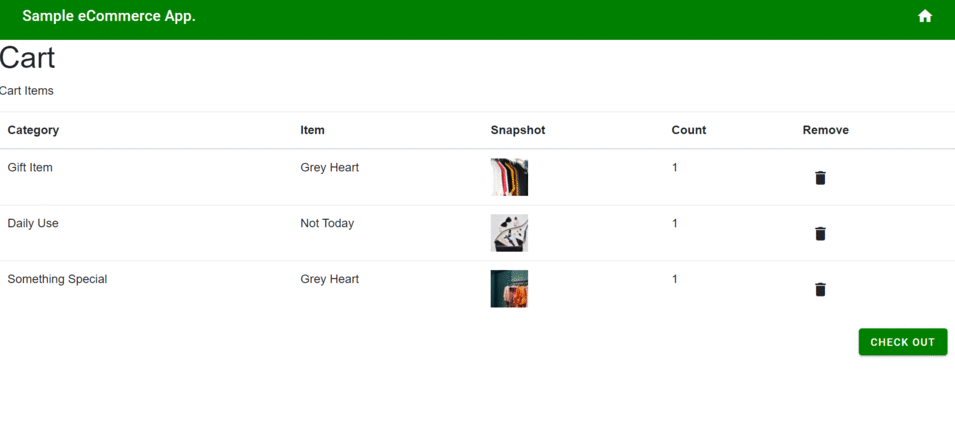 Sample eCommerce App.
Cart
Cart Items
Category Item Snapshot Count Remove
Gift Item Grey Heart 1
Daily Use Not Today 1
Something Special Grey Heart 1
CHECK OUT